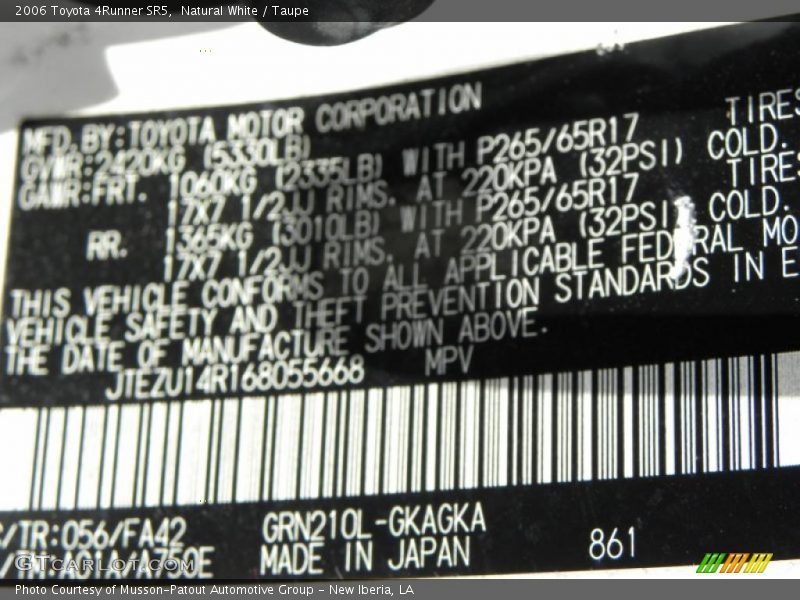 2006 Toyota 4Runner SR5, Natural White / Taupe
MFD.BY:TOYOTA MOTOR CORPORATION
GVWR:2420KG (5330LB)
GAWR:FRT. 1060KG (2335LB) WITH P265/65R17 TIRES
17X7 1/2JJ RIMS. AT 220KPA (32PSI) COLD.
RR. 1365KG (3010LB) WITH P265/65R17 TIRES
17X7 1/2JJ RIMS. AT 220KPA (32PSI) COLD.
THIS VEHICLE CONFORMS TO ALL APPLICABLE FEDERAL MO
VEHICLE SAFETY AND THEFT PREVENTION STANDARDS IN E
THE DATE OF MANUFACTURE SHOWN ABOVE.
JTEZU14R168055668 MPV
/TR:056/FA42 GRN210L-GKAGKA
/TM:A01A/A750E MADE IN JAPAN 861
GTcarlot.com
Photo Courtesy of Musson-Patout Automotive Group - New Iberia, LA